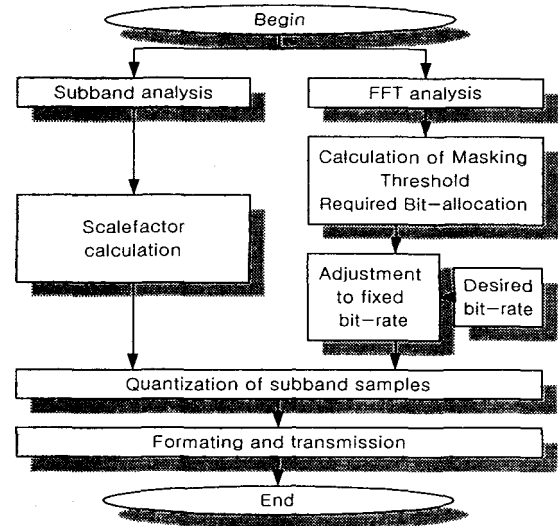 Begin
Subband analysis
FFT analysis
Calculation of Masking
Threshold
Required Bit-allocation
Scalefactor
calculation
Adjustment
to fixed
bit-rate
Desired
bit-rate
Quantization of subband samples
Formating and transmission
End